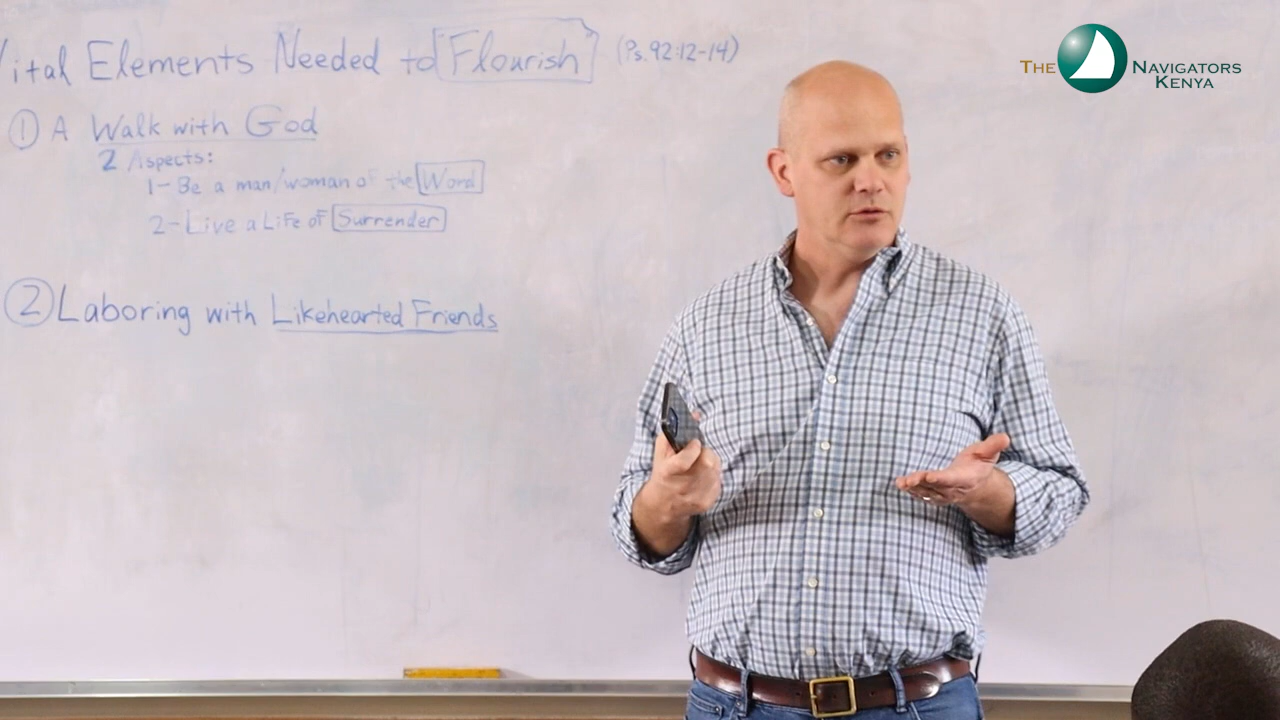 Vital Elements Needed to Flourish (Ps. 92:12-14)
① A Walk with God
2 Aspects:
1- Be a man/woman of the Word
2- Live a Life of Surrender
② Laboring with Likehearted Friends
THE NAVIGATORS
KENYA